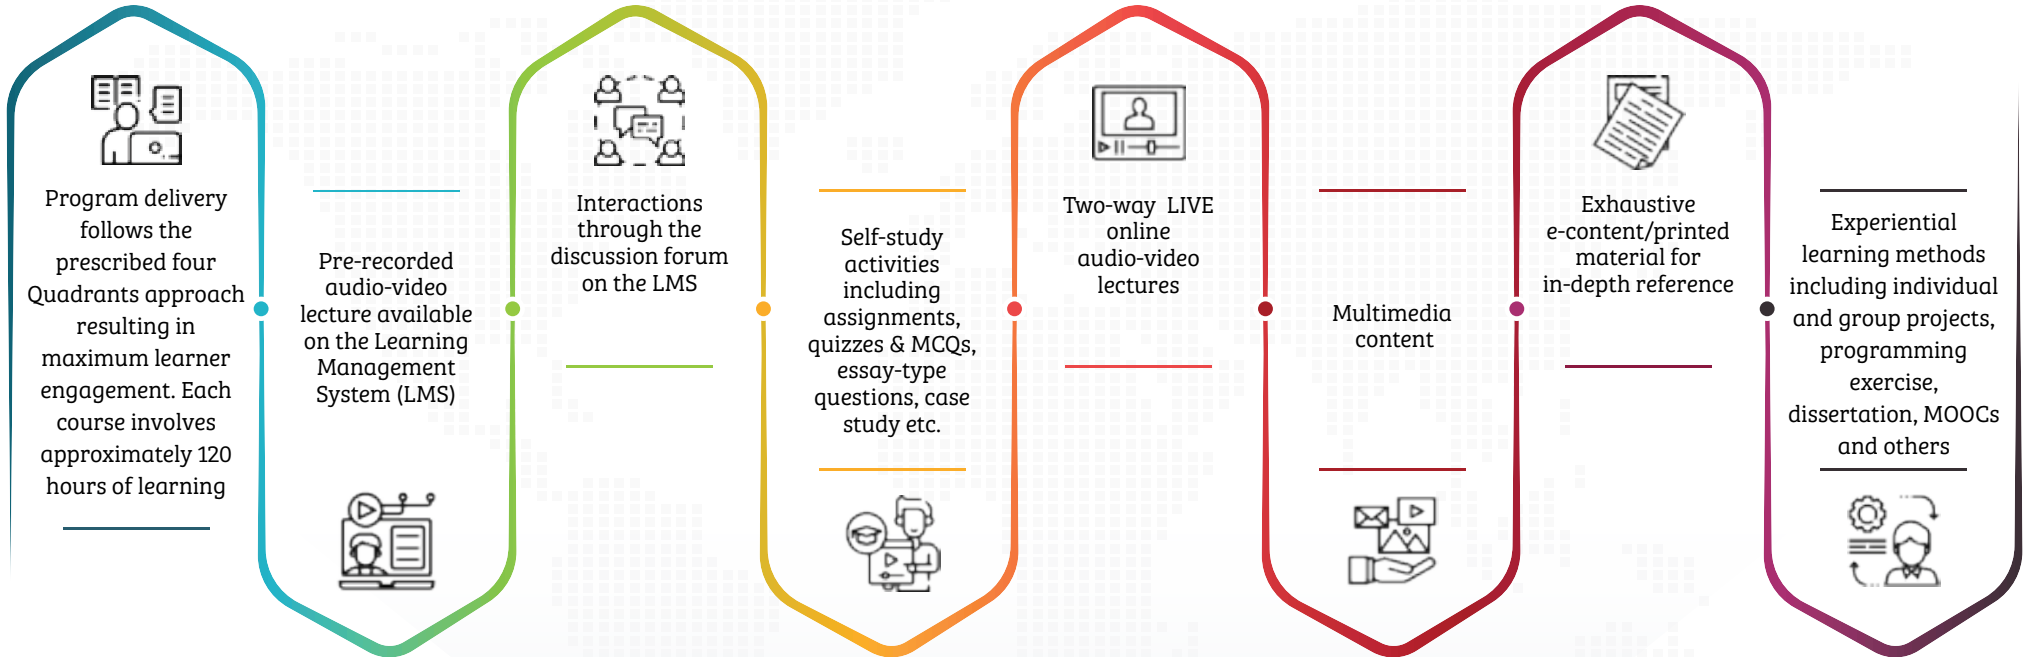 Program delivery
follows the
prescribed four
Quadrants approach
resulting in
maximum learner
engagement. Each
course involves
approximately 120
hours of learning
Pre-recorded
audio-video
lecture available
on the Learning
Management
System (LMS)
Interactions
through the
discussion forum
on the LMS
Self-study
activities
including
assignments,
quizzes & MCQs,
essay-type
questions, case
study etc.
Two-way LIVE
online
audio-video
lectures
Multimedia
content
Exhaustive
e-content/printed
material for
in-depth reference
Experiential
learning methods
including individual
and group projects,
programming
exercise,
dissertation, MOOCs
and others